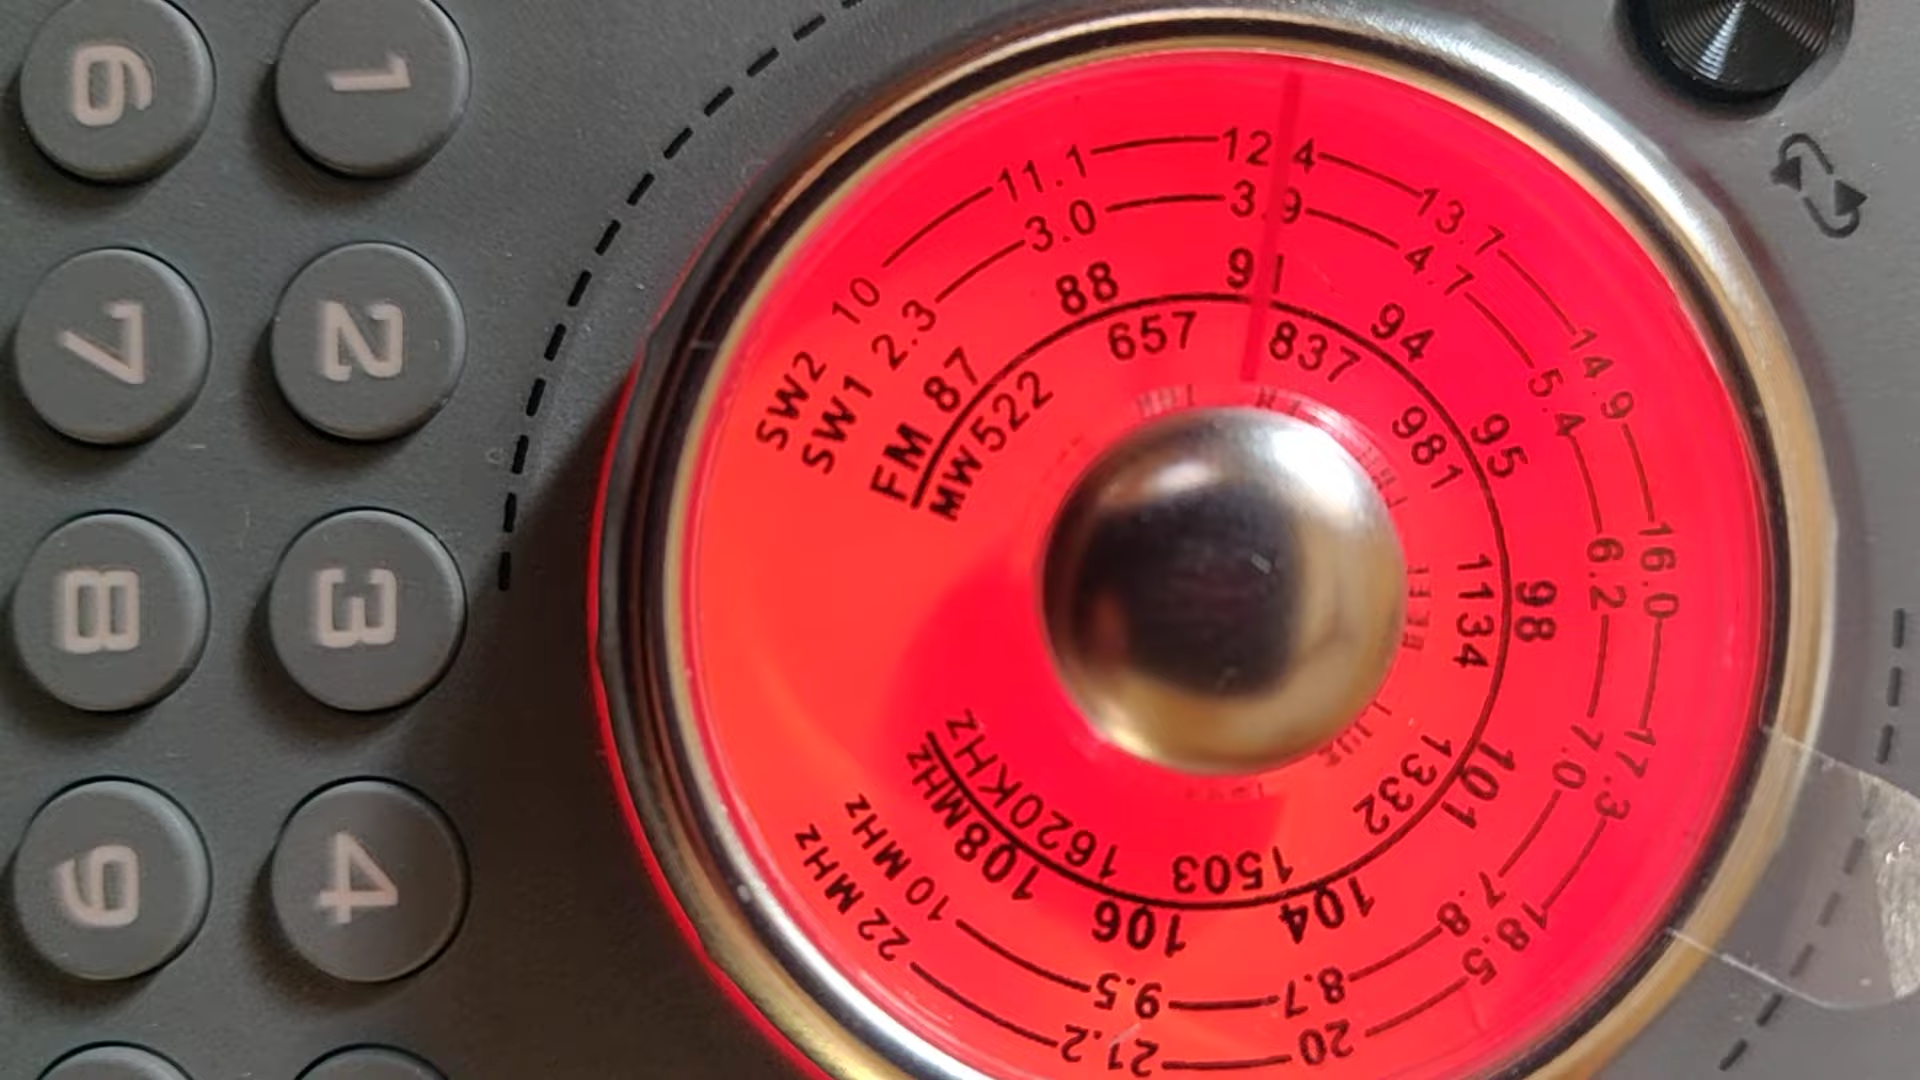 6 1
7 2
8 3
9 4
SW2 10 11.1 12.4 13.7 14.9 16.0 17.3 18.5 20 21.2 22 MHz
SW1 2.3 3.0 3.9 4.7 5.4 6.2 7.0 7.8 8.7 9.5 10 MHz
FM 87 88 91 94 95 98 101 104 106 108MHz
MW522 657 837 981 1134 1332 1503 1620KHz